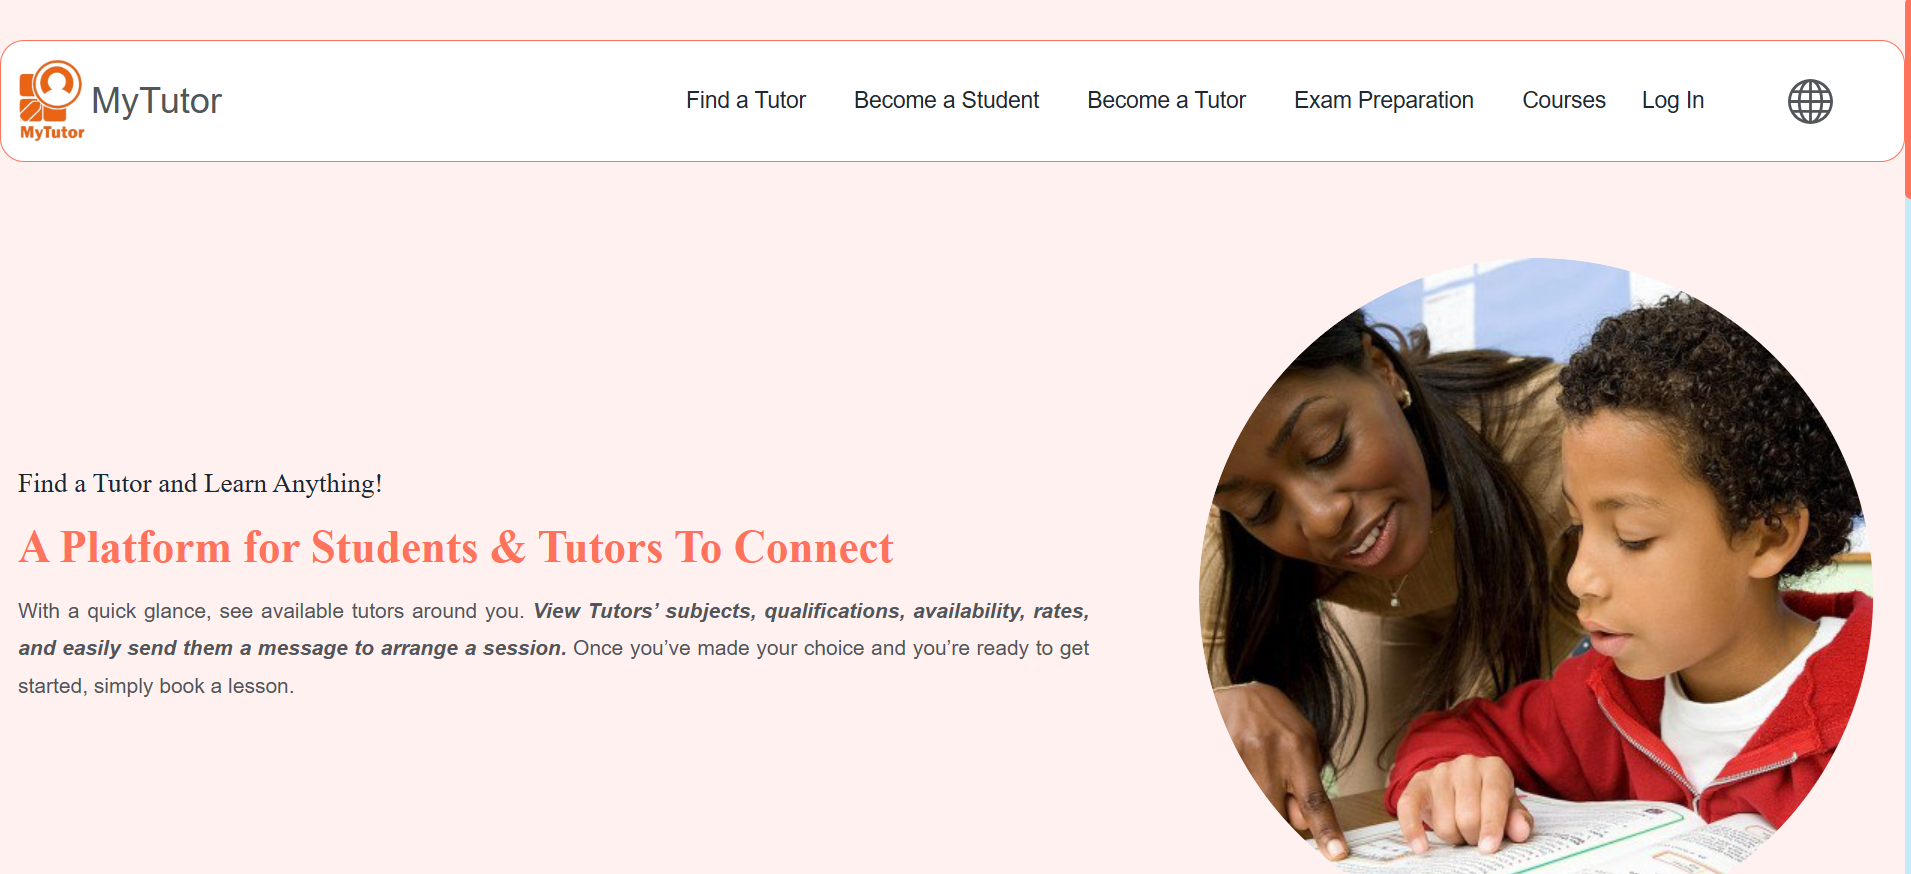 MyTutor
MyTutor
Find a Tutor
Become a Student
Become a Tutor
Exam Preparation
Courses
Log In
Find a Tutor and Learn Anything!
A Platform for Students & Tutors To Connect
With a quick glance, see available tutors around you. View Tutors’ subjects, qualifications, availability, rates,
and easily send them a message to arrange a session. Once you’ve made your choice and you’re ready to get
started, simply book a lesson.